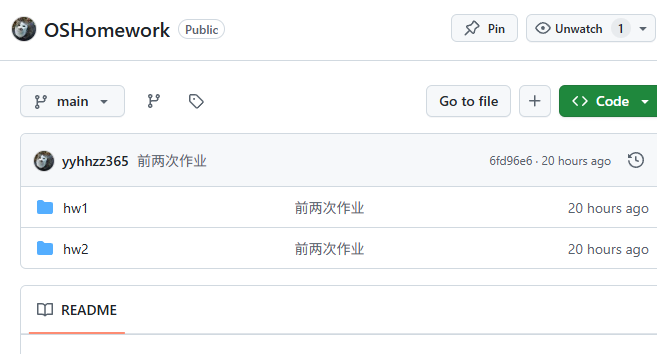 OSHomework Public Pin Unwatch 1
main Go to file + Code
yyhhzz365 前两次作业 6fd96e6 · 20 hours ago
hw1 前两次作业 20 hours ago
hw2 前两次作业 20 hours ago
README